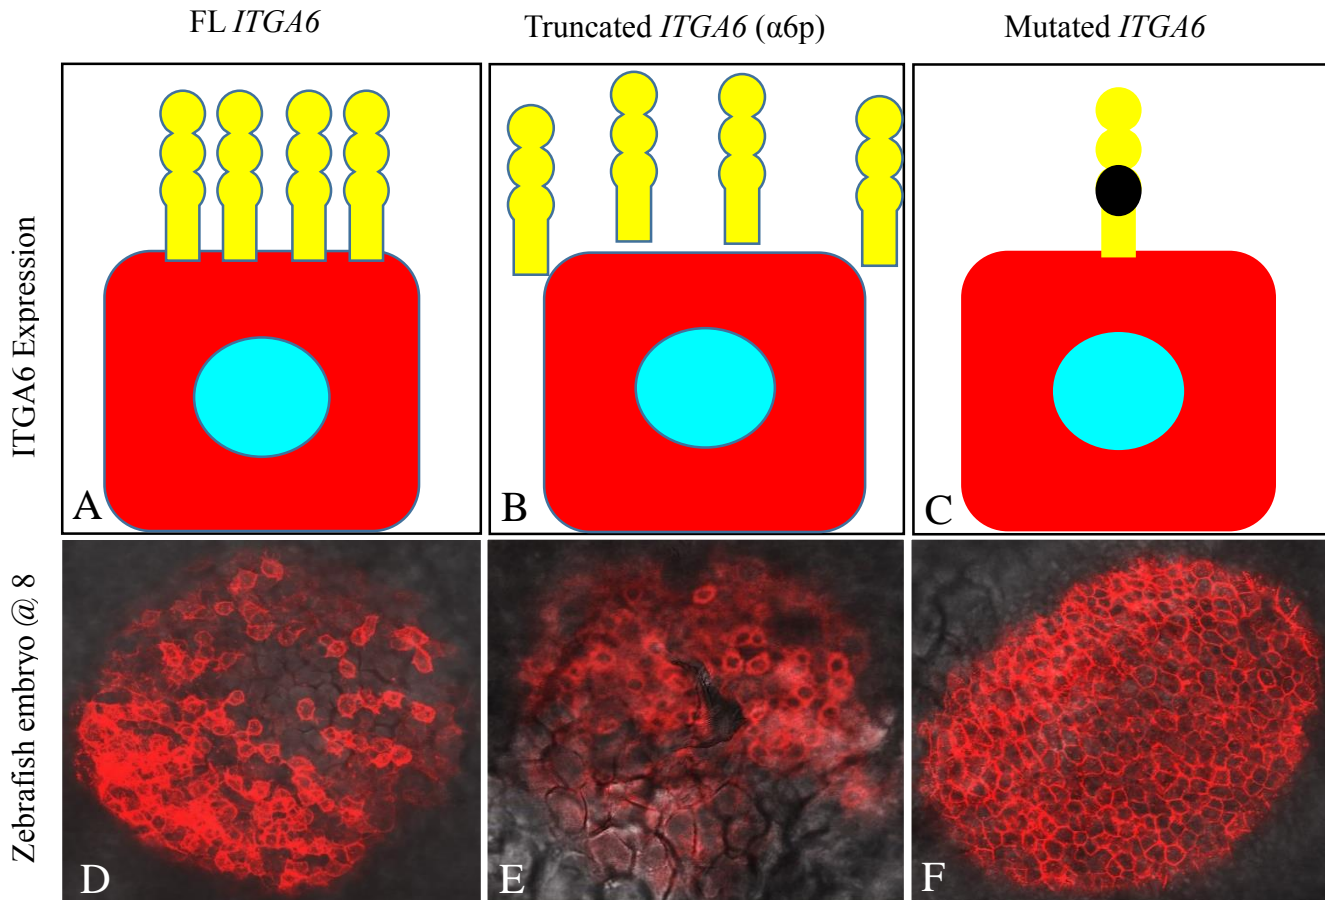 FL ITGA6
Truncated ITGA6 (α6p)
Mutated ITGA6
ITGA6 Expression
A
B
C
Zebrafish embryo @ 8
D
E
F